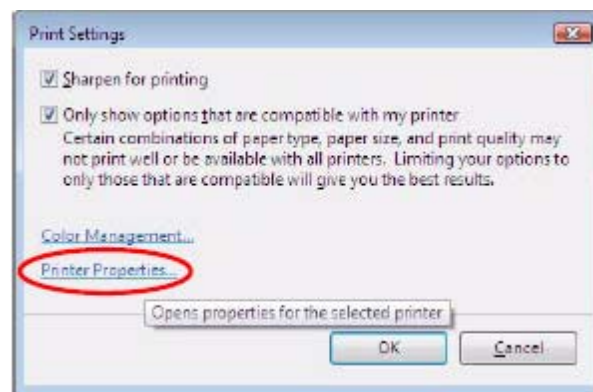 Print Settings
Sharpen for printing
Only show options that are compatible with my printer
Certain combinations of paper type, paper size, and print quality may
not print well or be available with all printers. Limiting your options to
only those that are compatible will give you the best results.
Color Management...
Printer Properties...
Opens properties for the selected printer
OK
Cancel